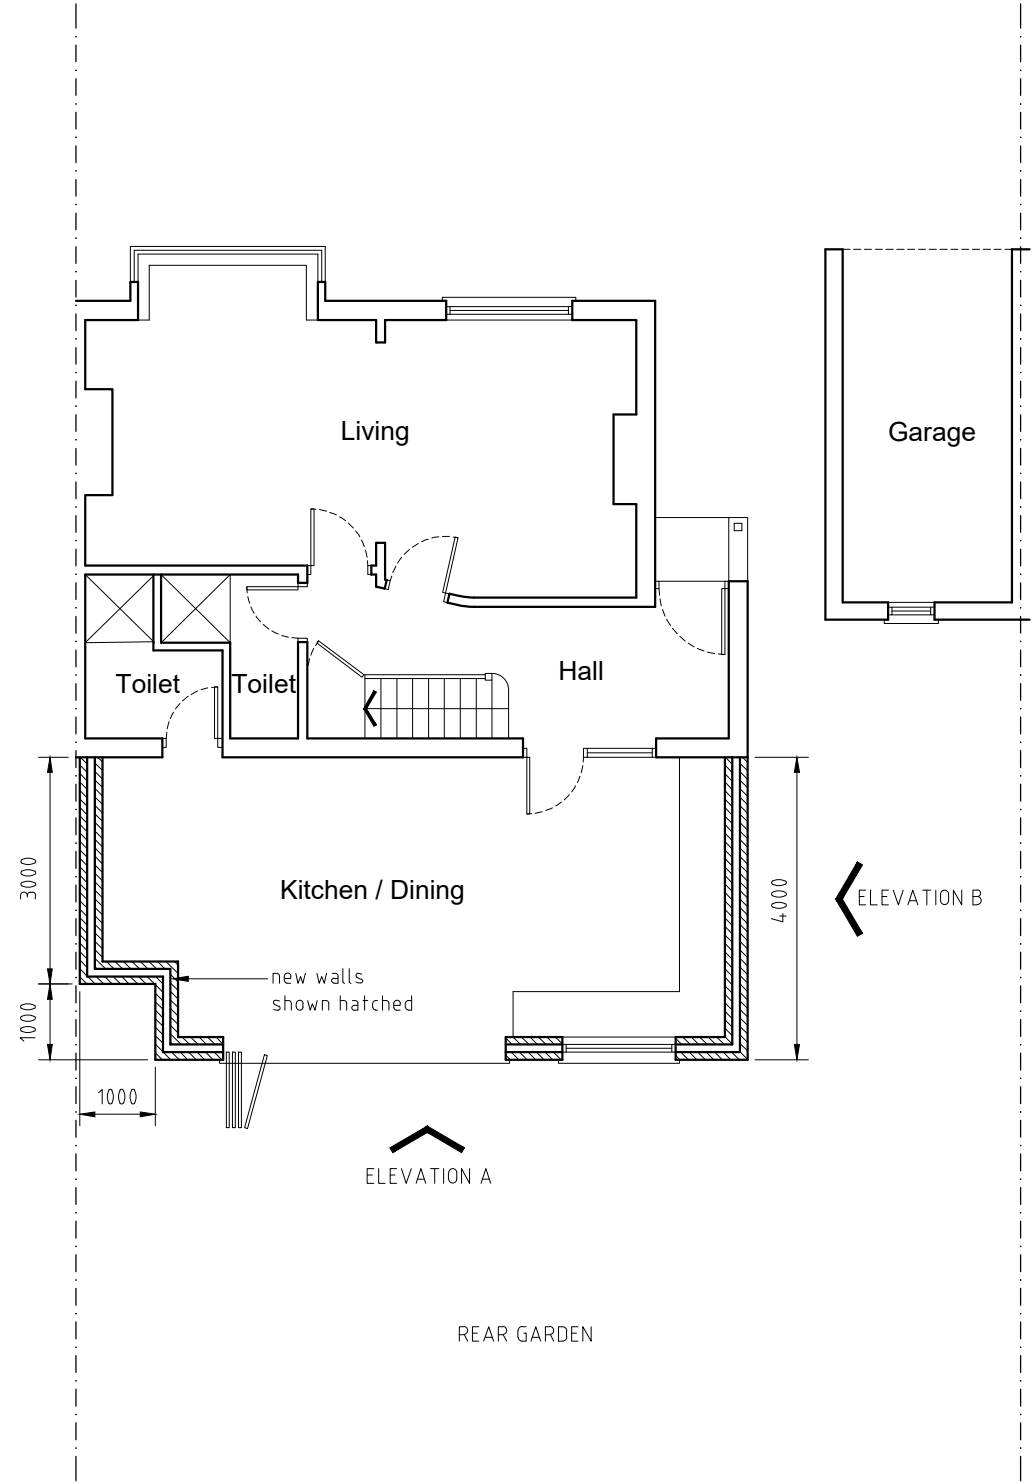 Living
Garage
Toilet
Toilet
Hall
3000
Kitchen / Dining
4000
ELEVATION B
new walls
shown hatched
1000
1000
ELEVATION A
REAR GARDEN